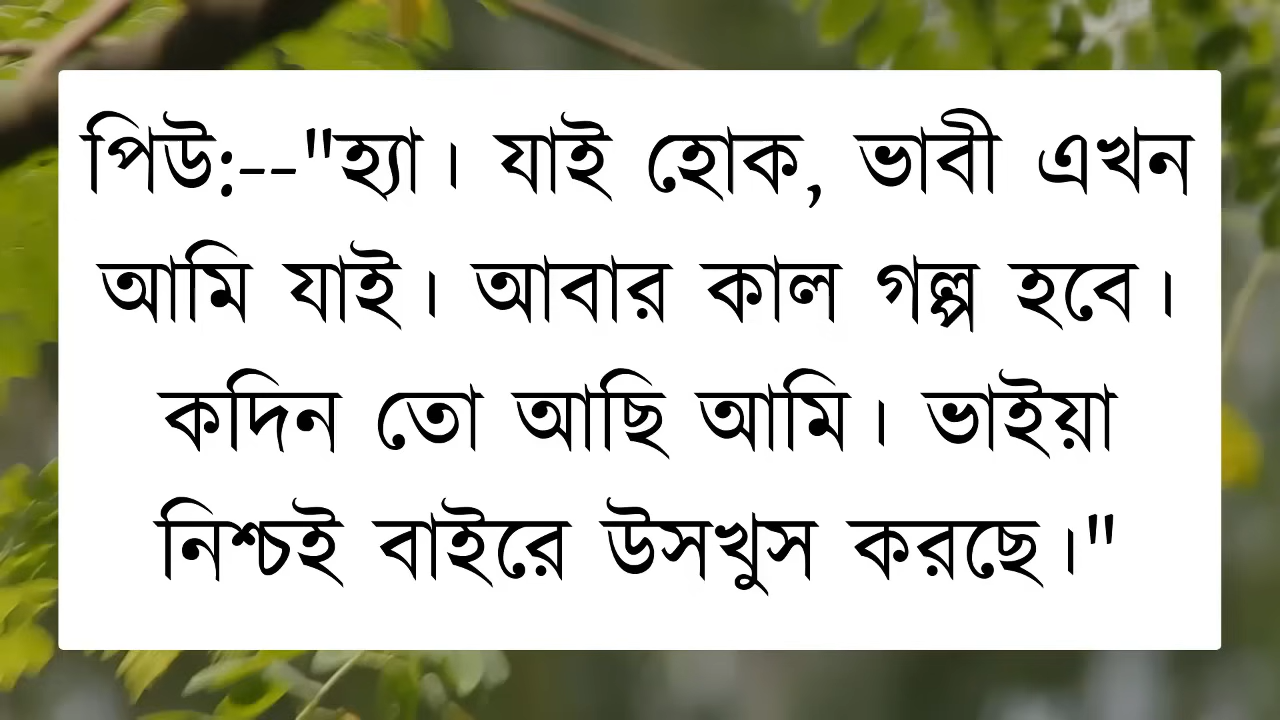 পিউ:--"হ্যা। যাই হোক, ভাবী এখন
আমি যাই। আবার কাল গল্প হবে।
কদিন তো আছি আমি। ভাইয়া
নিশ্চই বাইরে উসখুস করছে।"